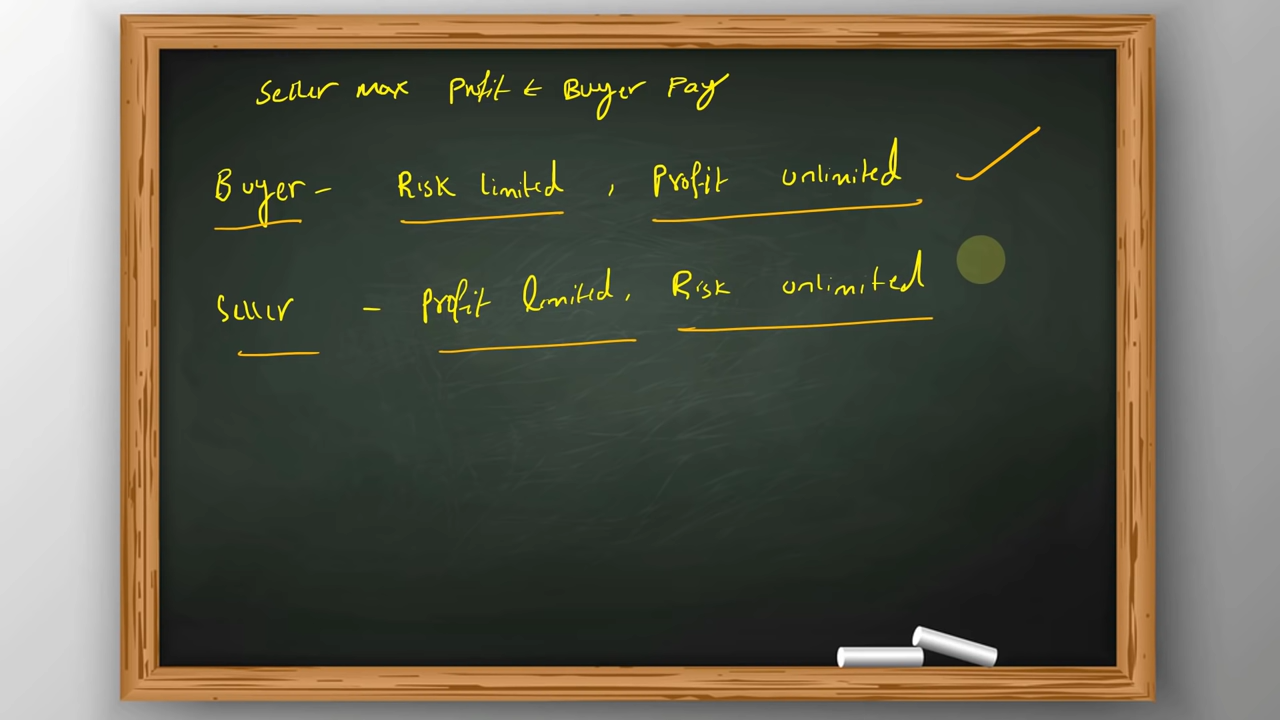 Seller max Profit ← Buyer Pay
Buyer - Risk limited, Profit unlimited ✓
Seller - Profit limited, Risk unlimited